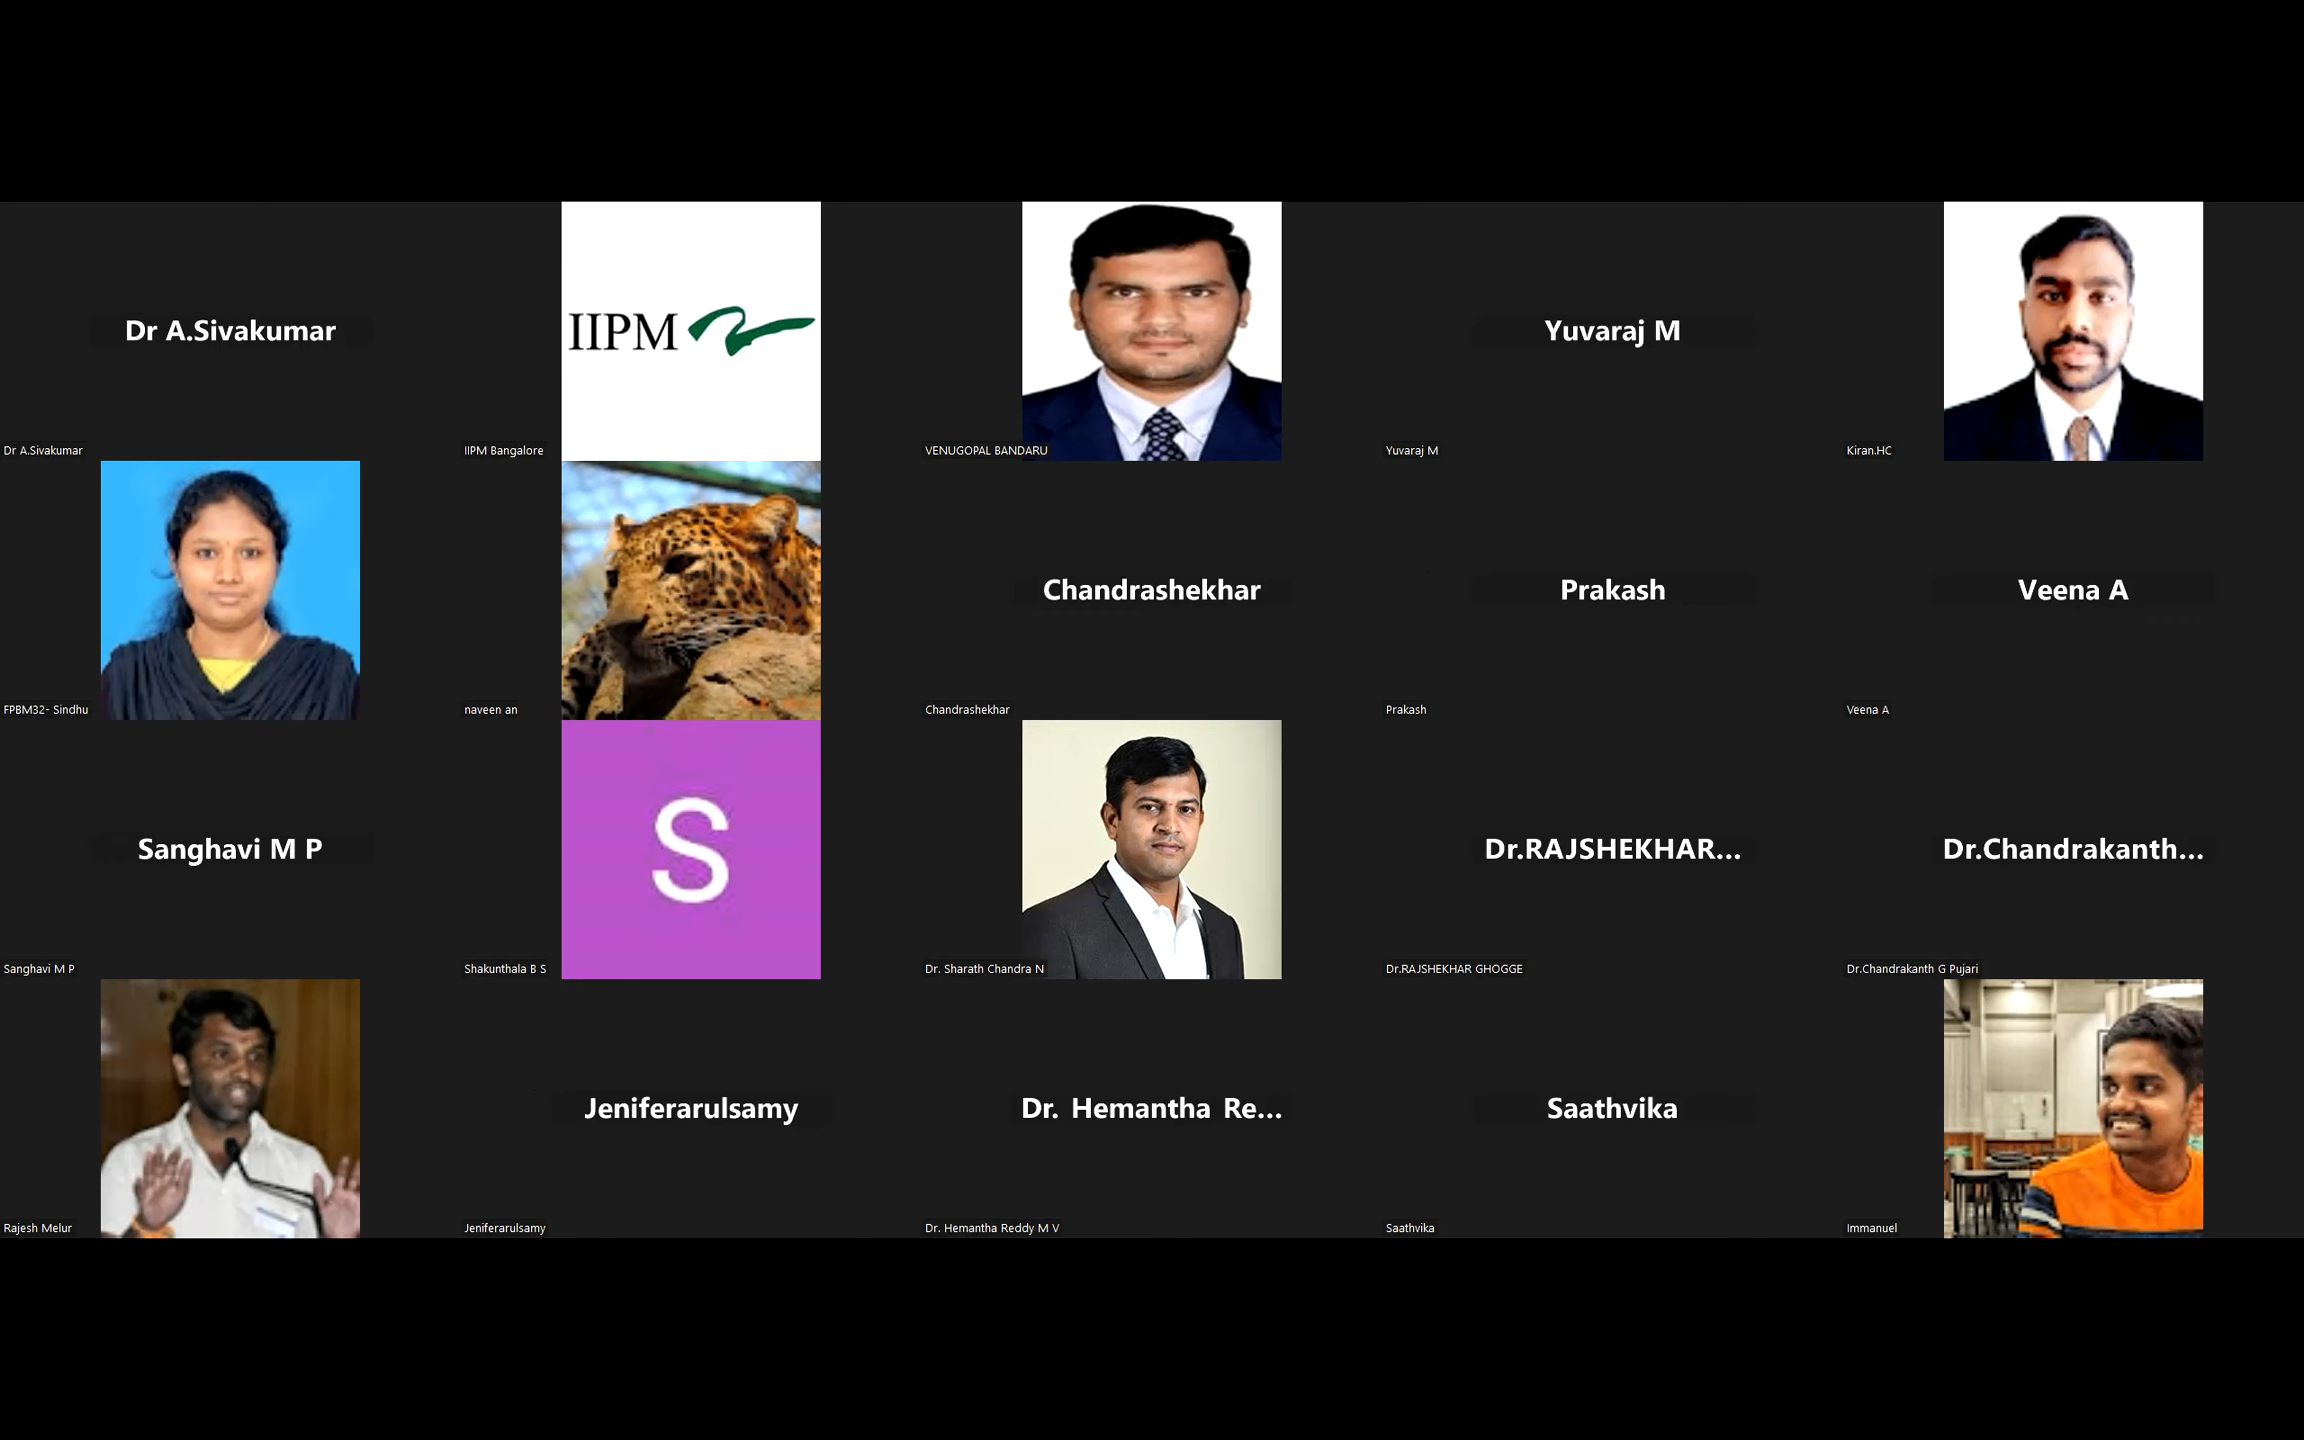 Dr A.Sivakumar
Dr A.Sivakumar
IIPM
IIPM Bangalore
VENUGOPAL BANDARU
Yuvaraj M
Yuvaraj M
Kiran.HC
FPBM32- Sindhu
naveen an
Chandrashekhar
Chandrashekhar
Prakash
Prakash
Veena A
Veena A
Sanghavi M P
Sanghavi M P
S
Shakunthala B S
Dr. Sharath Chandra N
Dr.RAJSHEKHAR...
Dr.RAJSHEKHAR GHOGGE
Dr.Chandrakanth...
Dr.Chandrakanth G Pujari
Rajesh Melur
Jeniferarulsamy
Jeniferarulsamy
Dr. Hemantha Re...
Dr. Hemantha Reddy M V
Saathvika
Saathvika
Immanuel